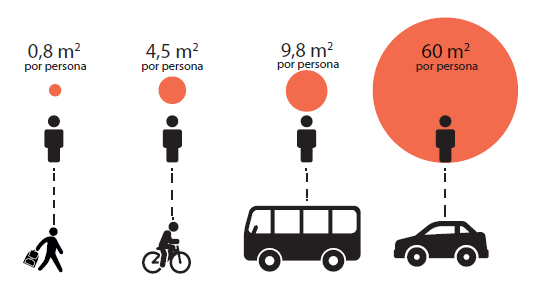 0,8 m²
por persona
4,5 m²
por persona
9,8 m²
por persona
60 m²
por persona